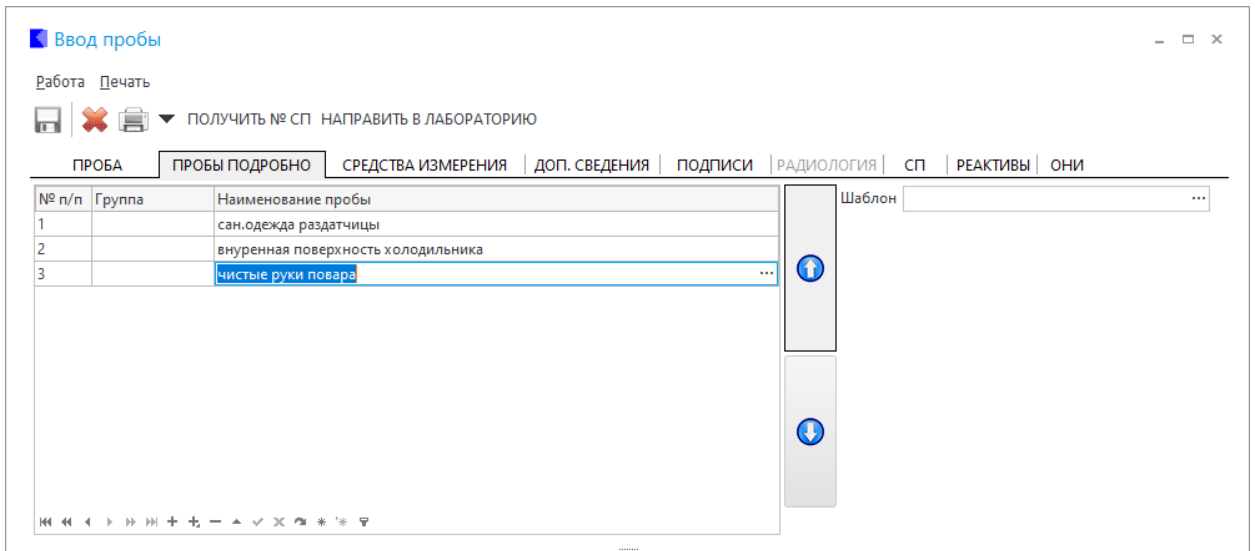 Ввод пробы
Работа Печать
ПОЛУЧИТЬ № СП НАПРАВИТЬ В ЛАБОРАТОРИЮ
ПРОБА ПРОБЫ ПОДРОБНО СРЕДСТВА ИЗМЕРЕНИЯ ДОП. СВЕДЕНИЯ ПОДПИСИ РАДИОЛОГИЯ СП РЕАКТИВЫ ОНИ
№ п/п Группа Наименование пробы Шаблон ...
1 сан.одежда раздатчицы
2 внуренная поверхность холодильника
3 чистые руки повара ...